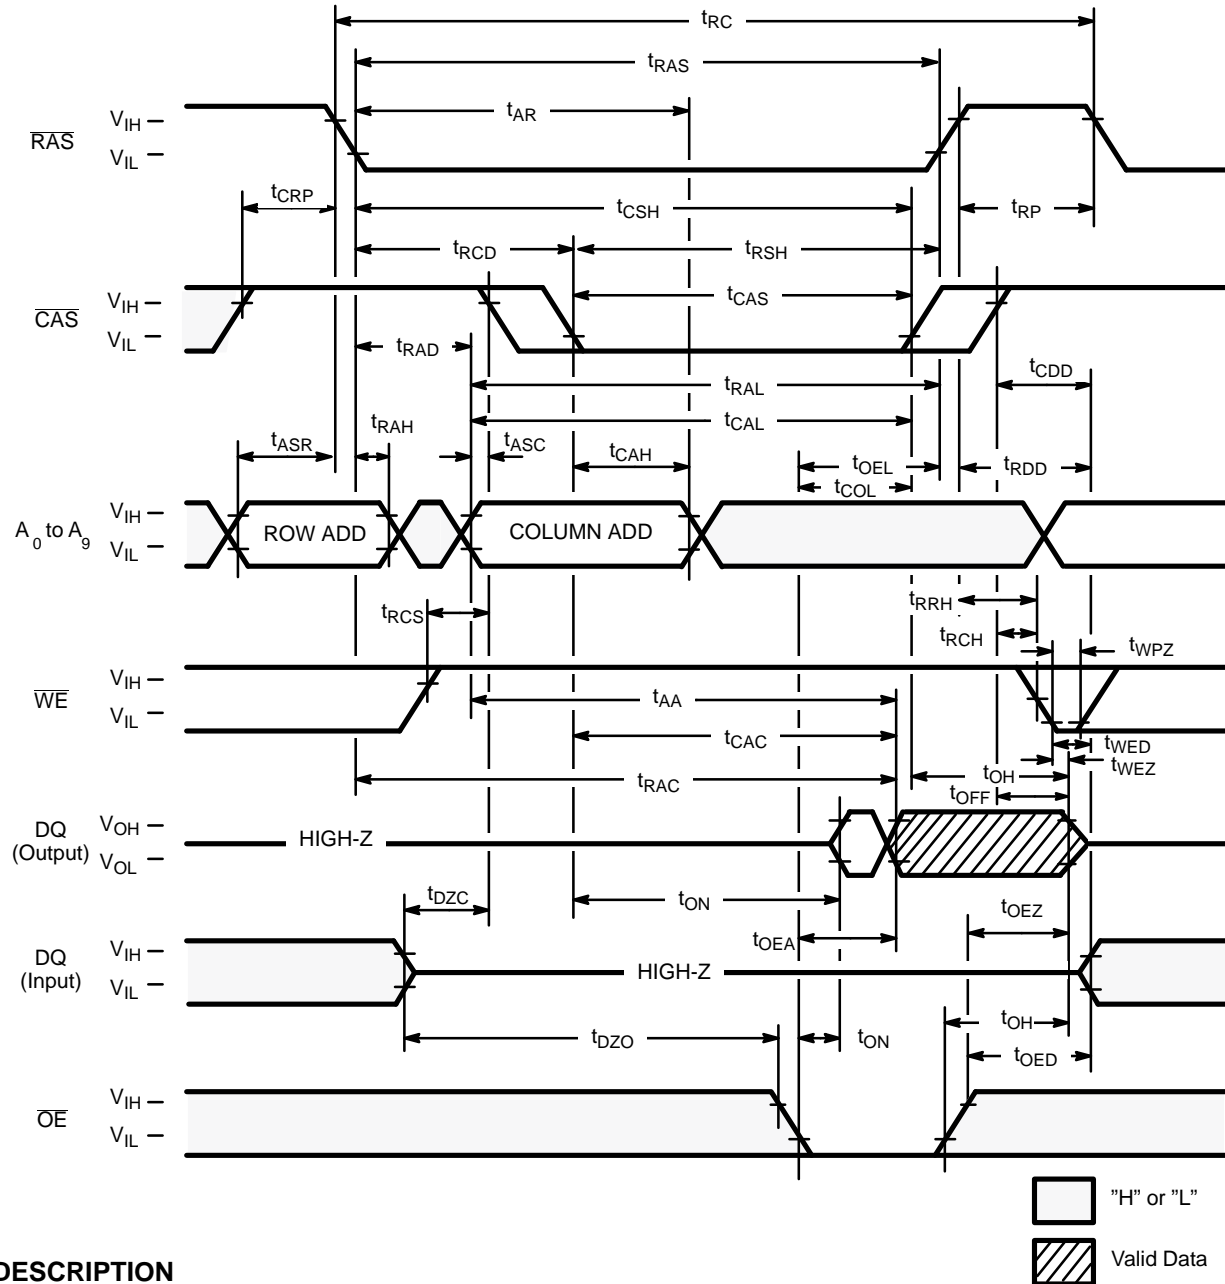 tRC
tRAS
tAR
RAS
VIH
VIL
tCRP
tCSH
tRP
tRCD
tRSH
CAS
VIH
VIL
tCAS
tRAD
tCDD
tRAL
tRAH
tCAL
tASR
tASC
tCAH
tOEL
tRDD
tCOL
A0 to A9
VIH
VIL
ROW ADD
COLUMN ADD
tRCS
tRRH
tRCH
tWPZ
WE
VIH
VIL
tAA
tCAC
tWED
tWEZ
tRAC
tOH
tOFF
DQ
(Output)
VOH
VOL
HIGH-Z
tDZC
tON
tOEZ
tOEA
DQ
(Input)
VIH
VIL
HIGH-Z
tOH
tDZO
tON
tOED
OE
VIH
VIL
”H” or ”L”
Valid Data
DESCRIPTION